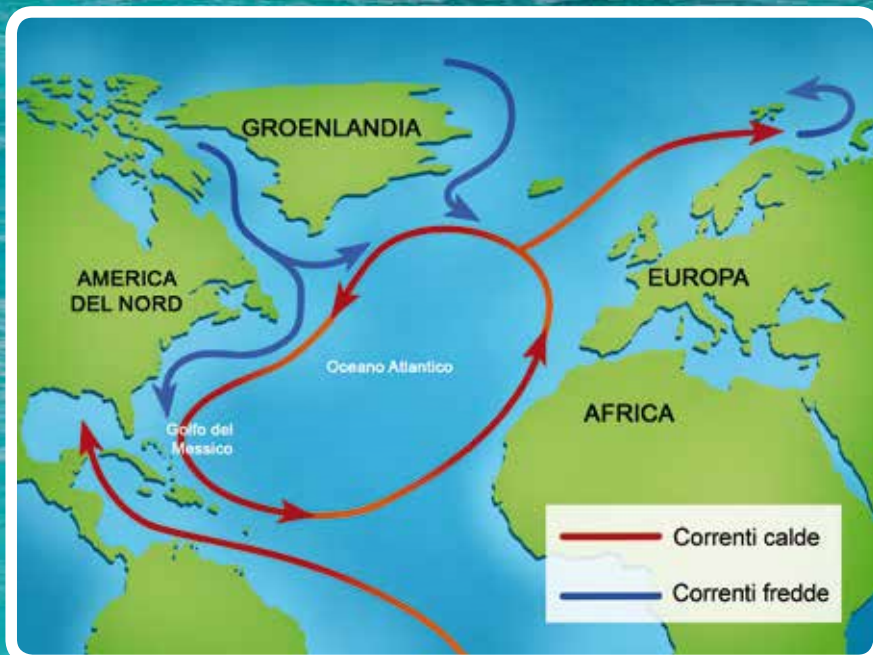 GROENLANDIA
AMERICA
DEL NORD
EUROPA
Oceano Atlantico
AFRICA
Golfo del
Messico
Correnti calde
Correnti fredde